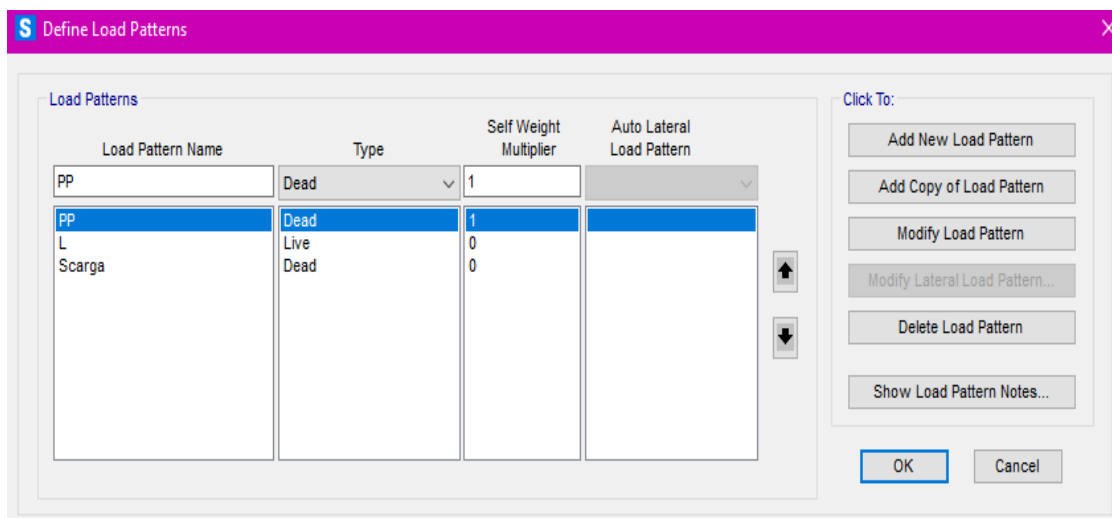 S Define Load Patterns X
Load Patterns
Click To:
Load Pattern Name Type Self Weight Multiplier Auto Lateral Load Pattern
PP Dead 1
PP Dead 1
L Live 0
Scarga Dead 0
Add New Load Pattern
Add Copy of Load Pattern
Modify Load Pattern
Modify Lateral Load Pattern...
Delete Load Pattern
Show Load Pattern Notes...
OK Cancel